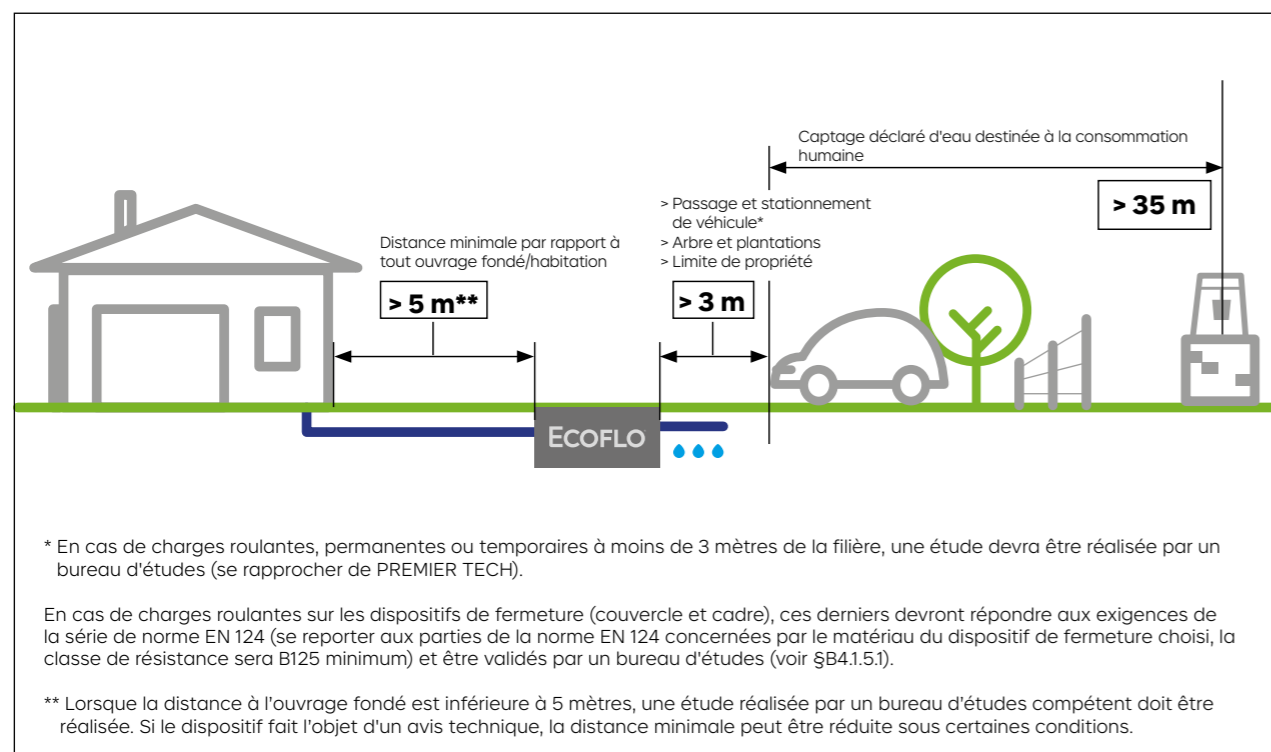 Captage déclaré d'eau destinée à la consommation
humaine
> 35 m
> Passage et stationnement
de véhicule*
> Arbre et plantations
> Limite de propriété
> 3 m
Distance minimale par rapport à
tout ouvrage fondé/habitation
> 5 m**
ECOFLO
* En cas de charges roulantes, permanentes ou temporaires à moins de 3 mètres de la filière, une étude devra être réalisée par un
bureau d'études (se rapprocher de PREMIER TECH).
En cas de charges roulantes sur les dispositifs de fermeture (couvercle et cadre), ces derniers devront répondre aux exigences de
la série de norme EN 124 (se reporter aux parties de la norme EN 124 concernées par le matériau du dispositif de fermeture choisi, la
classe de résistance sera B125 minimum) et être validés par un bureau d'études (voir §B4.1.5.1).
** Lorsque la distance à l'ouvrage fondé est inférieure à 5 mètres, une étude réalisée par un bureau d'études compétent doit être
réalisée. Si le dispositif fait l'objet d'un avis technique, la distance minimale peut être réduite sous certaines conditions.